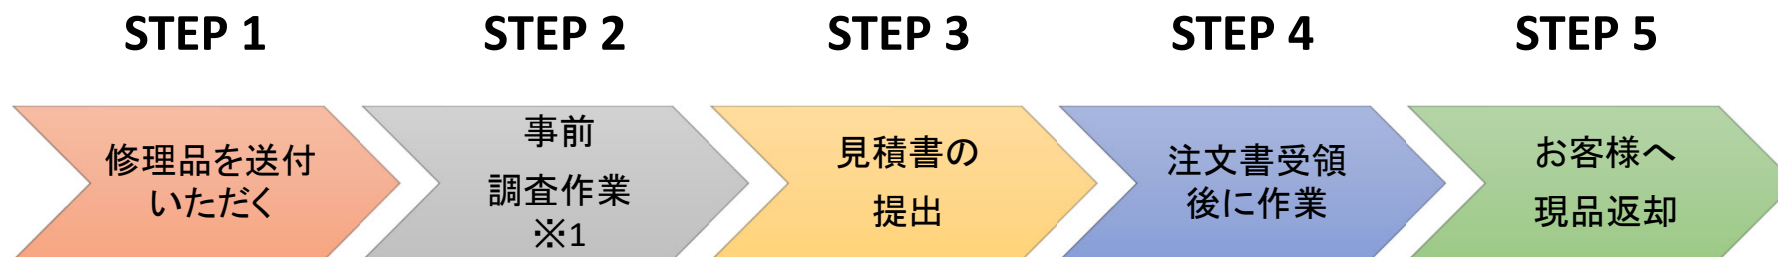 STEP 1
STEP 2
STEP 3
STEP 4
STEP 5
修理品を送付
いただく
事前
調査作業
※1
見積書の
提出
注文書受領
後に作業
お客様へ
現品返却